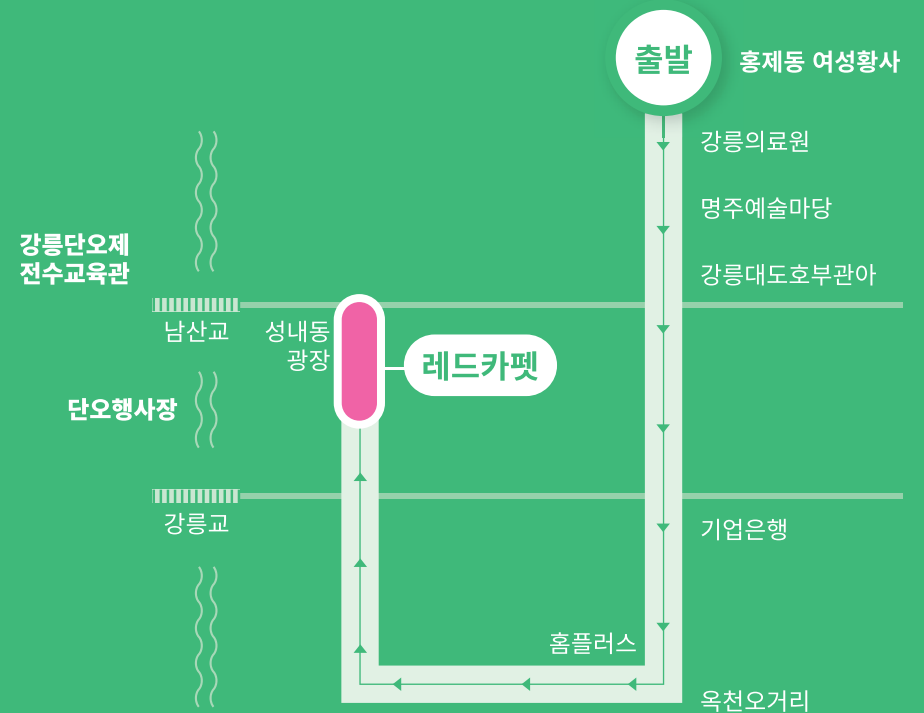 출발
홍제동 여성황사
강릉의료원
명주예술마당
강릉단오제
전수교육관
강릉대도호부관아
남산교
성내동
광장
레드카펫
단오행사장
강릉교
기업은행
홈플러스
옥천오거리